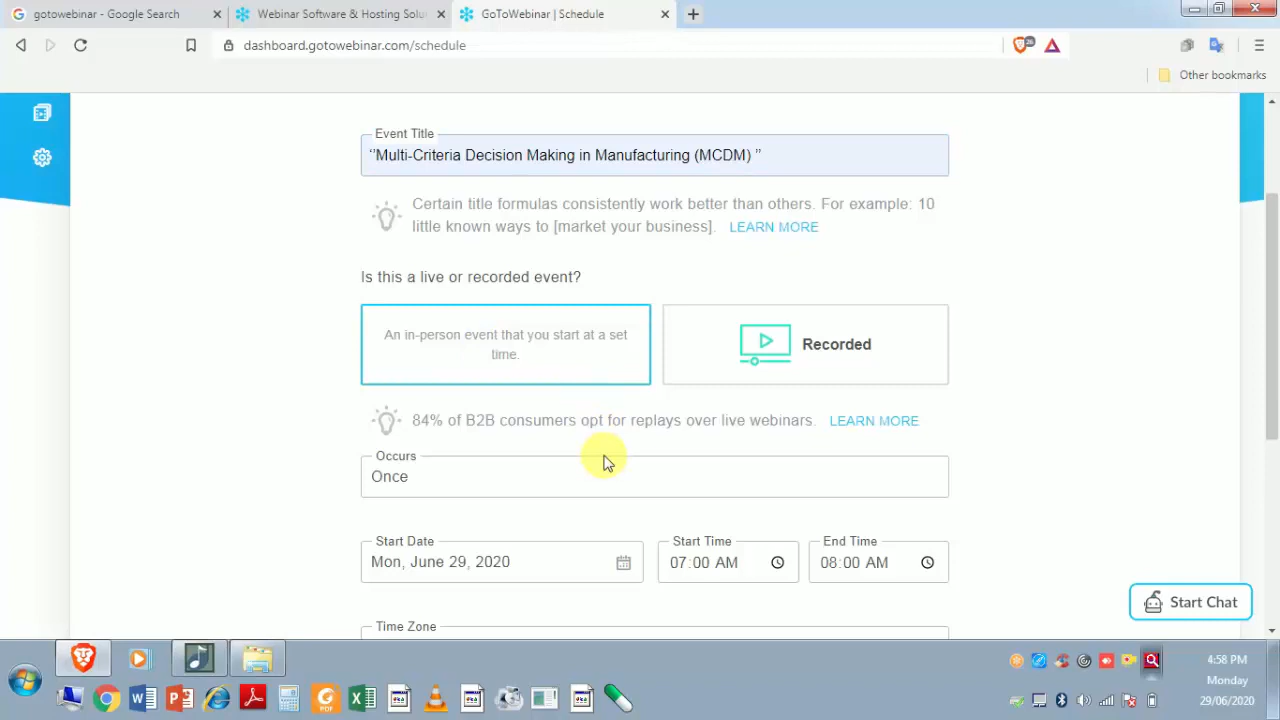 gotowebinar - Google Search
Webinar Software & Hosting Solu
GoToWebinar | Schedule
dashboard.gotowebinar.com/schedule
26
Other bookmarks
Event Title
‘’Multi-Criteria Decision Making in Manufacturing (MCDM) ’’
Certain title formulas consistently work better than others. For example: 10
little known ways to [market your business]. LEARN MORE
Is this a live or recorded event?
An in-person event that you start at a set
time.
Recorded
84% of B2B consumers opt for replays over live webinars. LEARN MORE
Occurs
Once
Start Date
Mon, June 29, 2020
Start Time
07:00 AM
End Time
08:00 AM
Start Chat
Time Zone
4:58 PM
Monday
29/06/2020